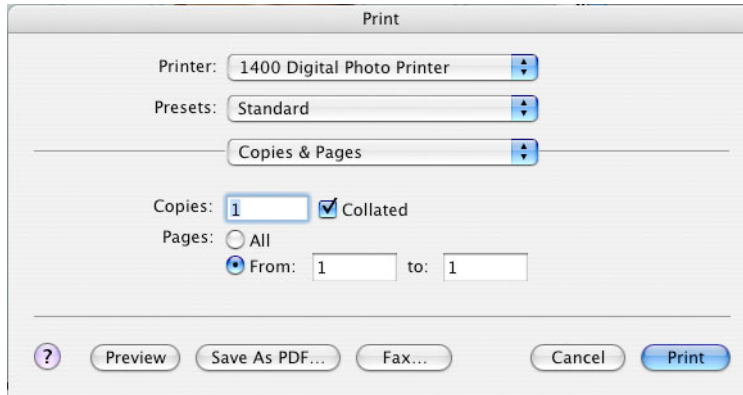 Print
Printer: 1400 Digital Photo Printer
Presets: Standard
Copies & Pages
Copies: 1 Collated
Pages: All
From: 1 to: 1
? Preview Save As PDF... Fax... Cancel Print